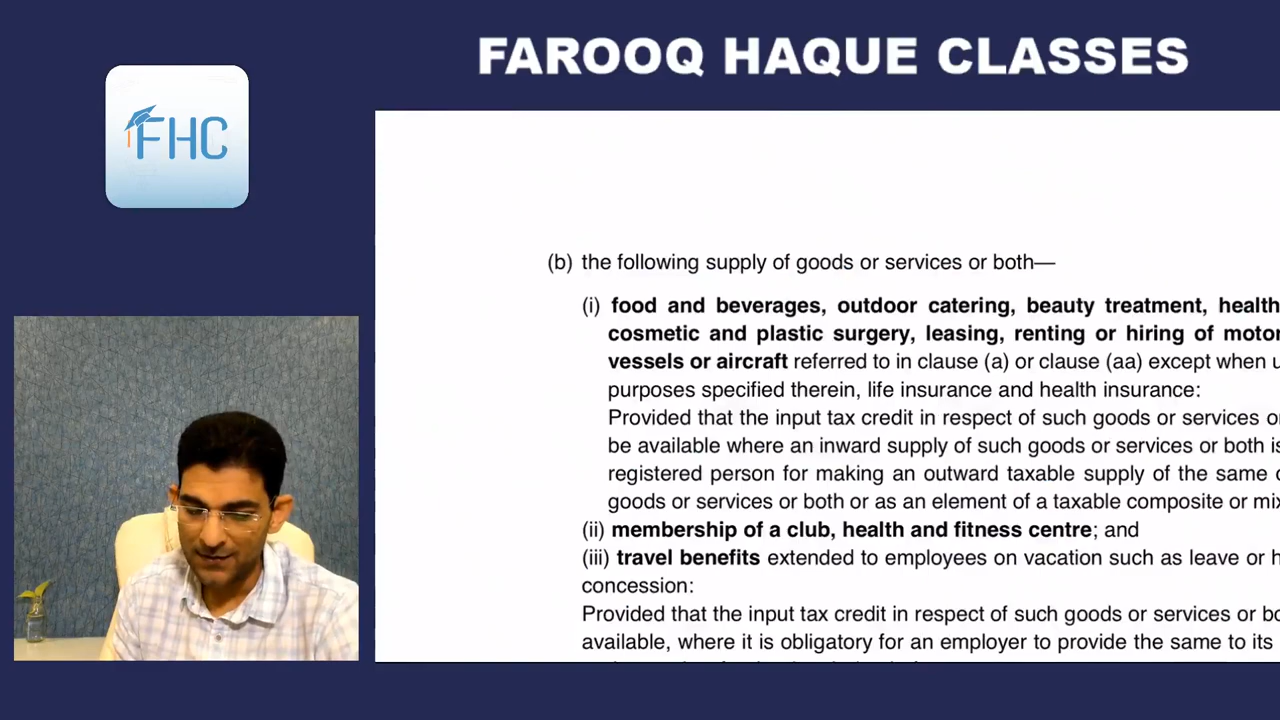 FAROOQ HAQUE CLASSES
FHC
(b) the following supply of goods or services or both—
(i) food and beverages, outdoor catering, beauty treatment, health
cosmetic and plastic surgery, leasing, renting or hiring of motor
vessels or aircraft referred to in clause (a) or clause (aa) except when
purposes specified therein, life insurance and health insurance:
Provided that the input tax credit in respect of such goods or services
be available where an inward supply of such goods or services or both
registered person for making an outward taxable supply of the same
goods or services or both or as an element of a taxable composite or
(ii) membership of a club, health and fitness centre; and
(iii) travel benefits extended to employees on vacation such as leave or
concession:
Provided that the input tax credit in respect of such goods or services or
available, where it is obligatory for an employer to provide the same to its